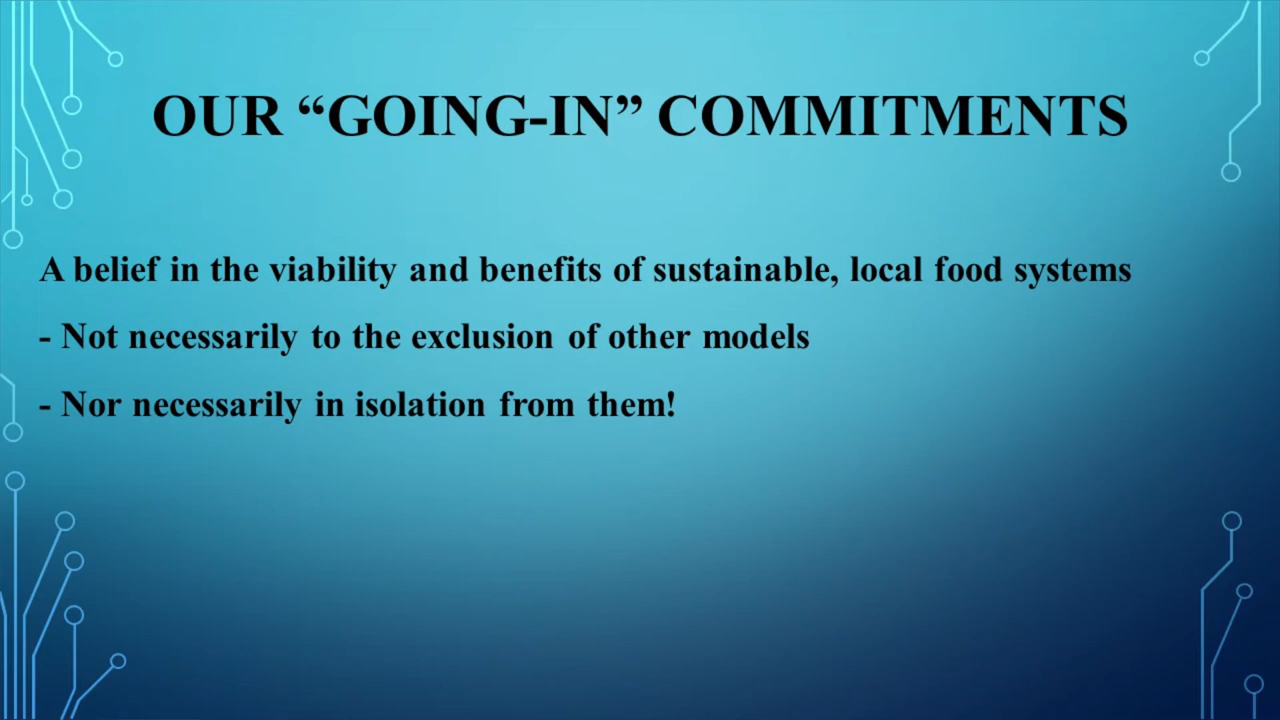 OUR “GOING-IN” COMMITMENTS
A belief in the viability and benefits of sustainable, local food systems
- Not necessarily to the exclusion of other models
- Nor necessarily in isolation from them!